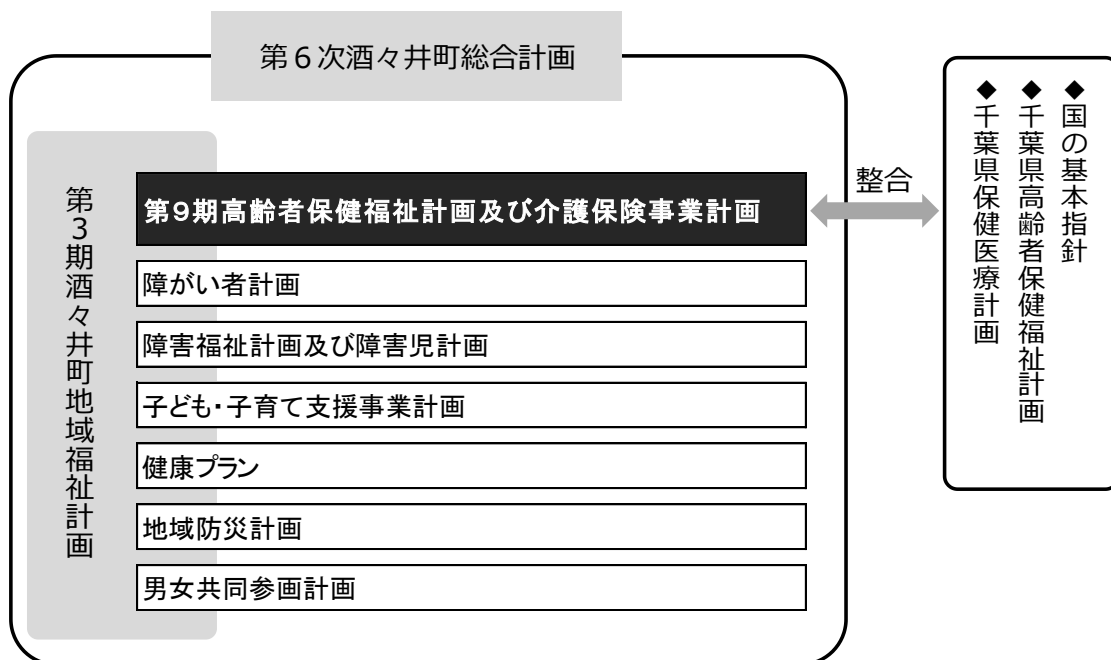 第６次酒々井町総合計画
第３期酒々井町地域福祉計画
第９期高齢者保健福祉計画及び介護保険事業計画
障がい者計画
障害福祉計画及び障害児計画
子ども・子育て支援事業計画
健康プラン
地域防災計画
男女共同参画計画
整合
◆国の基本指針
◆千葉県高齢者保健福祉計画
◆千葉県保健医療計画